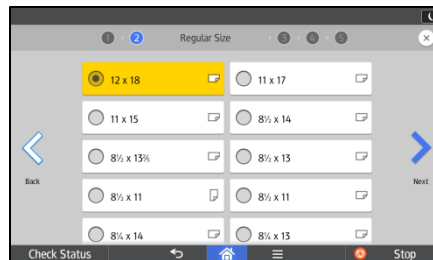 1 2 Regular Size 3 4 5
12 x 18
11 x 17
11 x 15
8½ x 14
8½ x 13⅖
8½ x 13
8½ x 11
8½ x 11
8¼ x 14
8¼ x 13
Back
Next
Check Status
Stop